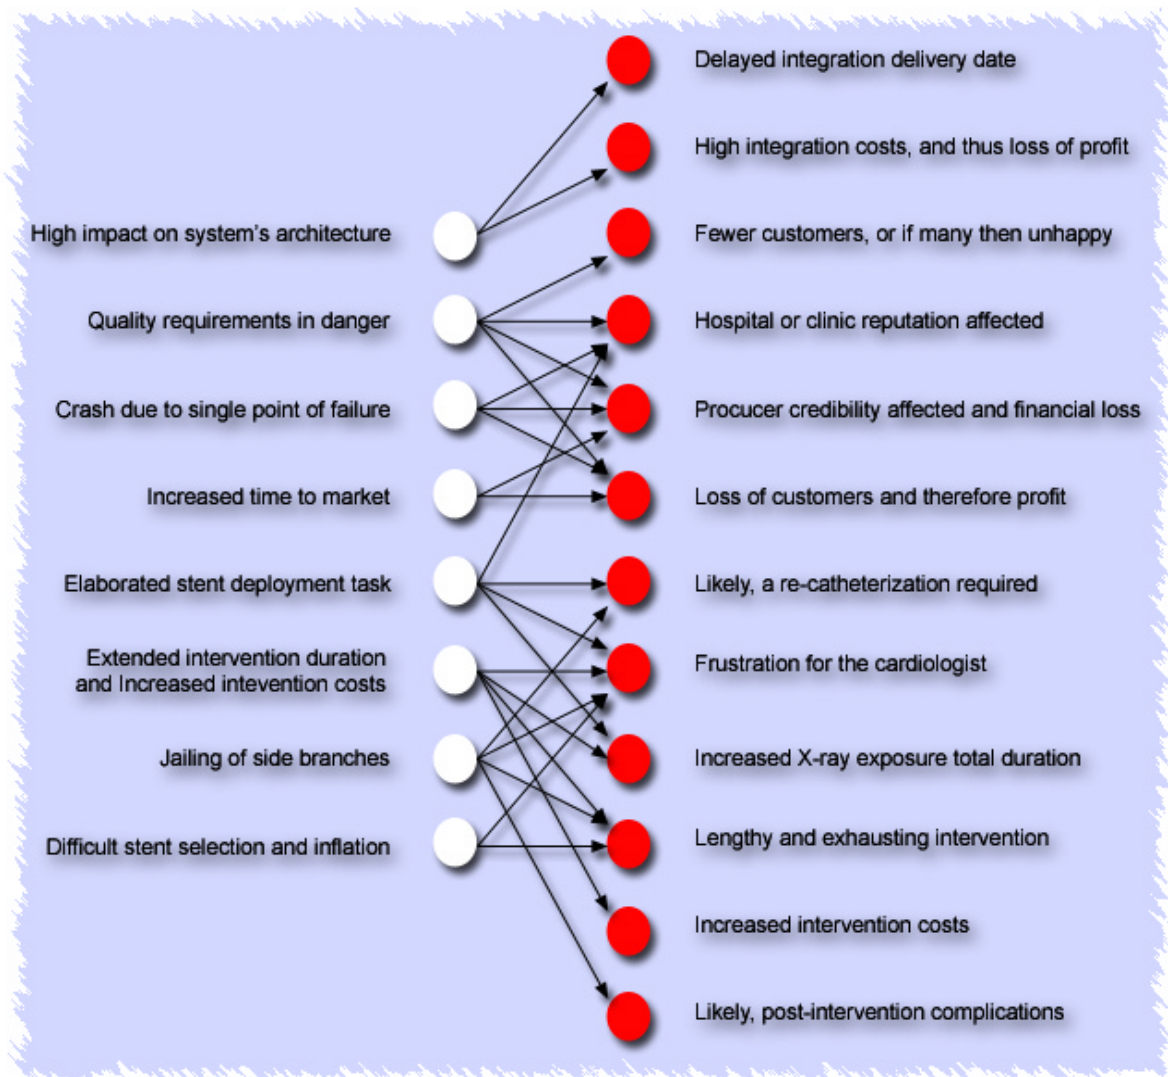 Delayed integration delivery date
High integration costs, and thus loss of profit
High impact on system's architecture
Fewer customers, or if many then unhappy
Quality requirements in danger
Hospital or clinic reputation affected
Crash due to single point of failure
Procucer credibility affected and financial loss
Increased time to market
Loss of customers and therefore profit
Elaborated stent deployment task
Likely, a re-catheterization required
Extended intervention duration
and Increased intevention costs
Frustration for the cardiologist
Jailing of side branches
Increased X-ray exposure total duration
Difficult stent selection and inflation
Lengthy and exhausting intervention
Increased intervention costs
Likely, post-intervention complications